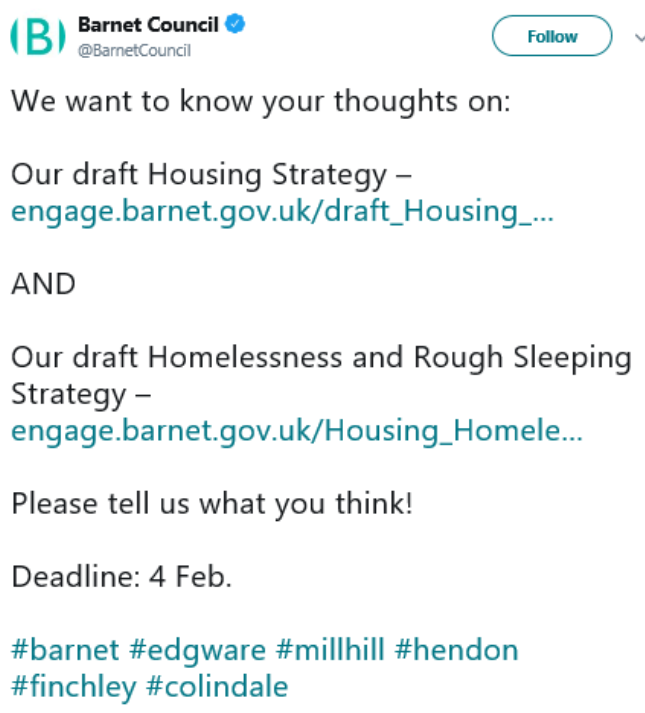 (B)
Barnet Council
@BarnetCouncil
Follow
We want to know your thoughts on:
Our draft Housing Strategy –
engage.barnet.gov.uk/draft_Housing_...
AND
Our draft Homelessness and Rough Sleeping
Strategy –
engage.barnet.gov.uk/Housing_Homele...
Please tell us what you think!
Deadline: 4 Feb.
#barnet #edgware #millhill #hendon
#finchley #colindale